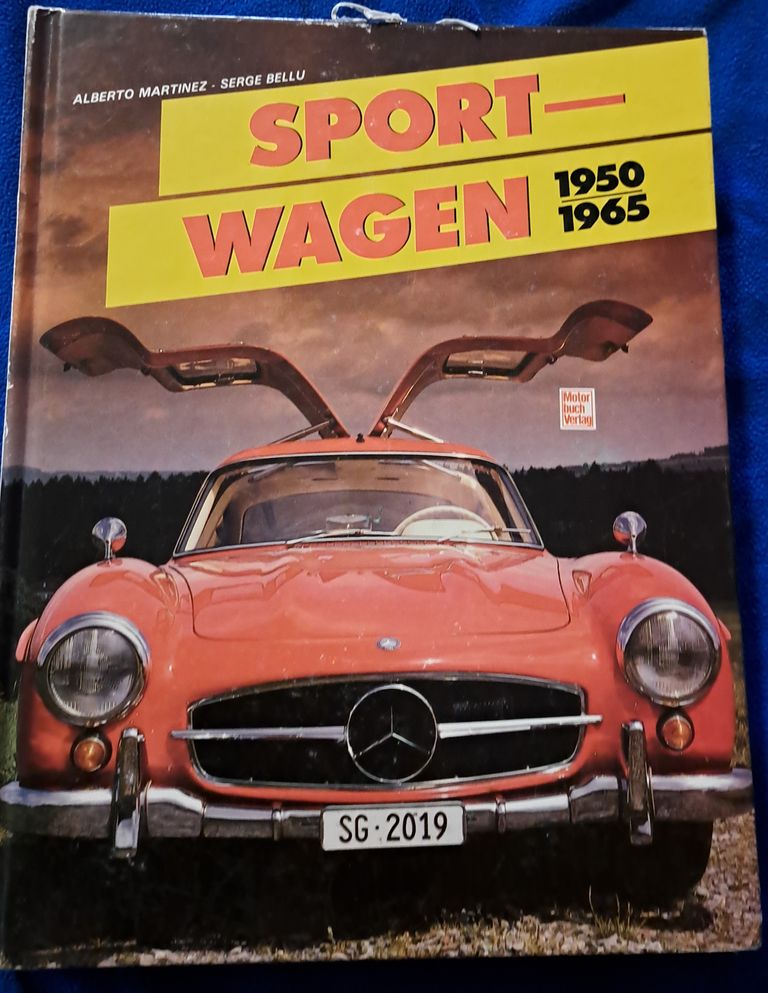 ALBERTO MARTINEZ - SERGE BELLU
SPORT—
WAGEN
1950
1965
Motor
buch
Verlag
SG·2019